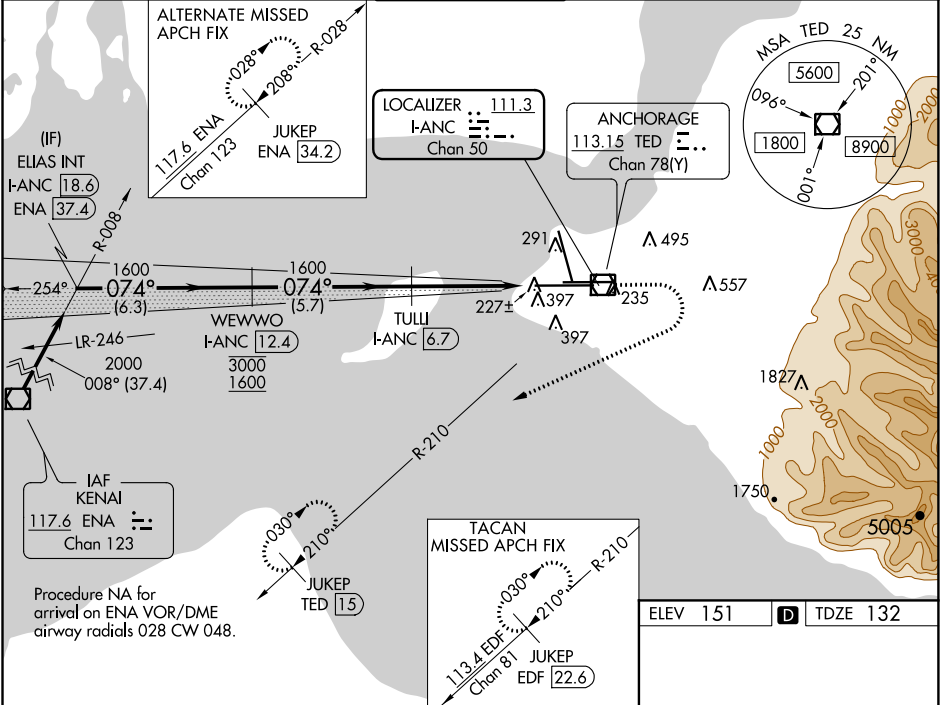 ALTERNATE MISSED
APCH FIX
R-028
028°
208°
117.6 ENA
Chan 123
JUKEP
ENA 34.2
LOCALIZER 111.3
I-ANC
Chan 50
ANCHORAGE
113.15 TED
Chan 78(Y)
MSA TED 25 NM
5600
201°
096°
1800
8900
001°
1000
2000
(IF)
ELIAS INT
I-ANC 18.6
ENA 37.4
R-008
254°
1600
074°
(6.3)
1600
074°
(5.7)
WEWWO
I-ANC 12.4
3000
1600
TULLI
I-ANC 6.7
LR-246
2000
008° (37.4)
291
495
227±
397
397
235
557
3000
1827
2000
1000
1750
5005
IAF
KENAI
117.6 ENA
Chan 123
R-210
030°
210°
JUKEP
TED 15
Procedure NA for
arrival on ENA VOR/DME
airway radials 028 CW 048.
TACAN
MISSED APCH FIX
R-210
030°
210°
113.4 EDF
Chan 81
JUKEP
EDF 22.6
ELEV 151 D TDZE 132